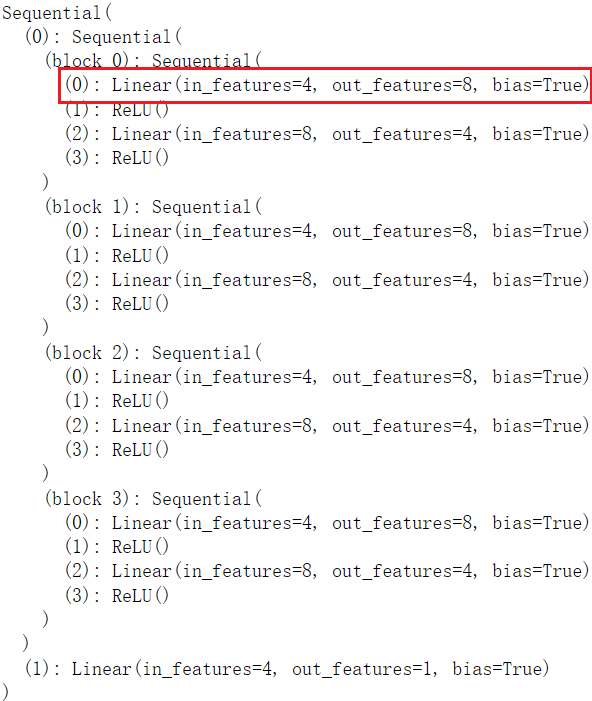 Sequential(
  (0): Sequential(
    (block 0): Sequential(
      (0): Linear(in_features=4, out_features=8, bias=True)
      (1): ReLU()
      (2): Linear(in_features=8, out_features=4, bias=True)
      (3): ReLU()
    )
    (block 1): Sequential(
      (0): Linear(in_features=4, out_features=8, bias=True)
      (1): ReLU()
      (2): Linear(in_features=8, out_features=4, bias=True)
      (3): ReLU()
    )
    (block 2): Sequential(
      (0): Linear(in_features=4, out_features=8, bias=True)
      (1): ReLU()
      (2): Linear(in_features=8, out_features=4, bias=True)
      (3): ReLU()
    )
    (block 3): Sequential(
      (0): Linear(in_features=4, out_features=8, bias=True)
      (1): ReLU()
      (2): Linear(in_features=8, out_features=4, bias=True)
      (3): ReLU()
    )
  )
  (1): Linear(in_features=4, out_features=1, bias=True)
)